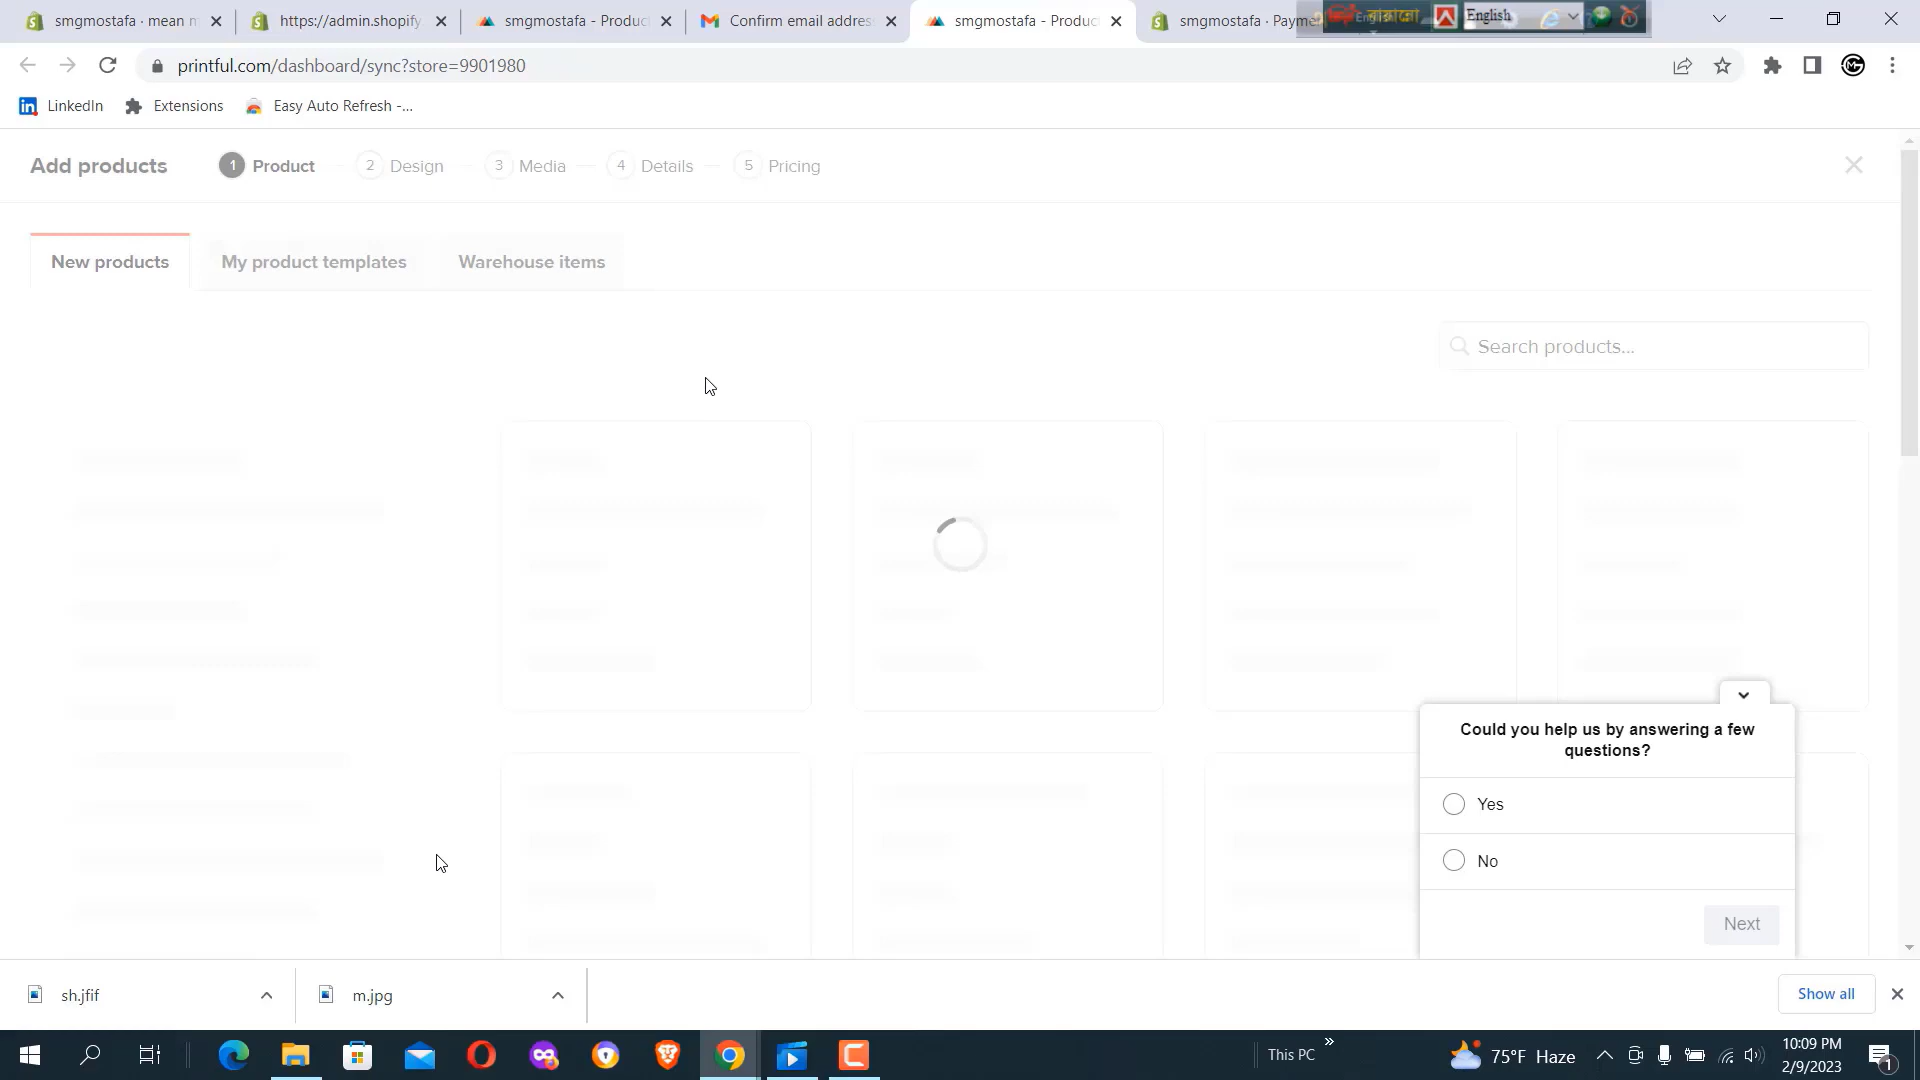 smgmostafa · mean m
https://admin.shopify
smgmostafa - Produc
Confirm email addres
smgmostafa - Produc
smgmostafa · Payme
English
printful.com/dashboard/sync?store=9901980
LinkedIn
Extensions
Easy Auto Refresh -...
Add products
1 Product
2 Design
3 Media
4 Details
5 Pricing
New products
My product templates
Warehouse items
Search products...
Could you help us by answering a few
questions?
Yes
No
Next
sh.jfif
m.jpg
Show all
This PC
75°F Haze
10:09 PM
2/9/2023
1